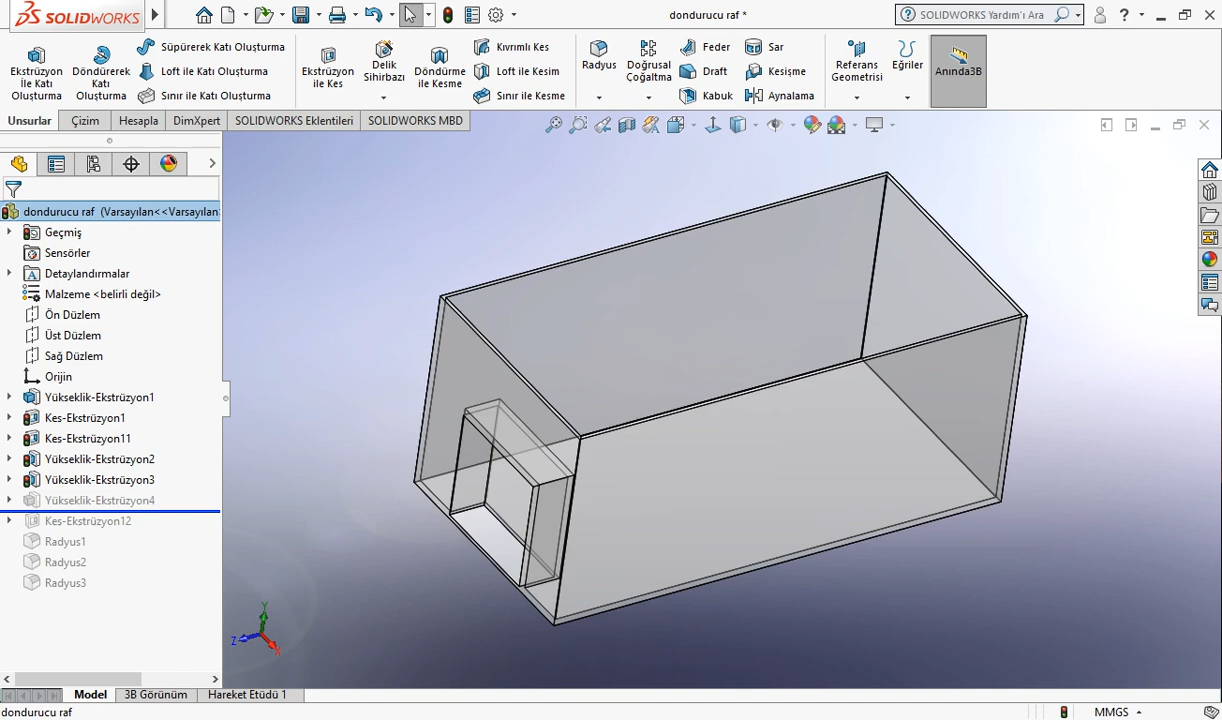 SOLIDWORKS
dondurucu raf *
SOLIDWORKS Yardım'ı Ara
Ekstrüzyon ile Katı Oluşturma
Döndürerek Katı Oluşturma
Süpürerek Katı Oluşturma
Loft ile Katı Oluşturma
Sınır ile Katı Oluşturma
Ekstrüzyon ile Kes
Delik Sihirbazı
Döndürme ile Kesme
Kıvrımlı Kes
Loft ile Kesim
Sınır ile Kesme
Radyus
Doğrusal Çoğaltma
Feder
Draft
Kabuk
Sar
Kesişme
Aynalama
Referans Geometrisi
Eğriler
Anında3B
Unsurlar
Çizim
Hesapla
DimXpert
SOLIDWORKS Eklentileri
SOLIDWORKS MBD
dondurucu raf (Varsayılan<<Varsayılan
Geçmiş
Sensörler
Detaylandırmalar
Malzeme <belirli değil>
Ön Düzlem
Üst Düzlem
Sağ Düzlem
Orijin
Yükseklik-Ekstrüzyon1
Kes-Ekstrüzyon1
Kes-Ekstrüzyon11
Yükseklik-Ekstrüzyon2
Yükseklik-Ekstrüzyon3
Yükseklik-Ekstrüzyon4
Kes-Ekstrüzyon12
Radyus1
Radyus2
Radyus3
Y
Z
X
Model
3B Görünüm
Hareket Etüdü 1
dondurucu raf
MMGS